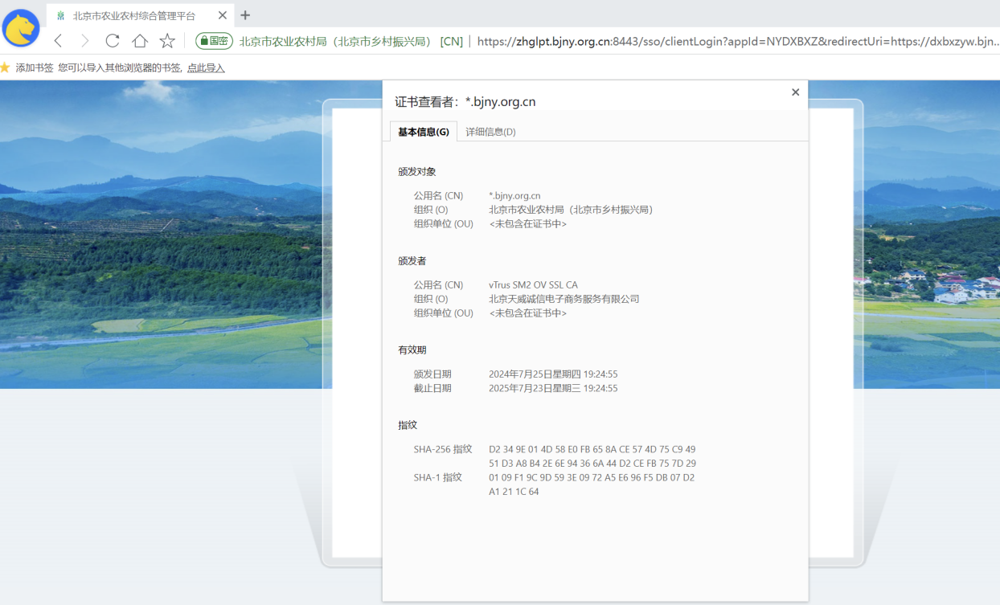 北京市农业农村综合管理平台
国密 北京市农业农村局（北京市乡村振兴局） [CN] | https://zhglpt.bjny.org.cn:8443/sso/clientLogin?appId=NYDXBXZ&redirectUri=https://dxbxzyw.bjn...
添加书签 您可以导入其他浏览器的书签, 点此导入
证书查看者：*.bjny.org.cn
基本信息(G) 详细信息(D)
颁发对象
公用名 (CN) *.bjny.org.cn
组织 (O) 北京市农业农村局（北京市乡村振兴局）
组织单位 (OU) <未包含在证书中>
颁发者
公用名 (CN) vTrus SM2 OV SSL CA
组织 (O) 北京天威诚信电子商务服务有限公司
组织单位 (OU) <未包含在证书中>
有效期
颁发日期 2024年7月25日星期四 19:24:55
截止日期 2025年7月23日星期三 19:24:55
指纹
SHA-256 指纹 D2 34 9E 01 4D 58 E0 FB 65 8A CE 57 4D 75 C9 49
51 D3 A8 B4 2E 6E 94 36 6A 44 D2 CE FB 75 7D 29
SHA-1 指纹 01 09 F1 9C 9D 59 3E 09 72 A5 E6 96 F5 DB 07 D2
A1 21 1C 64